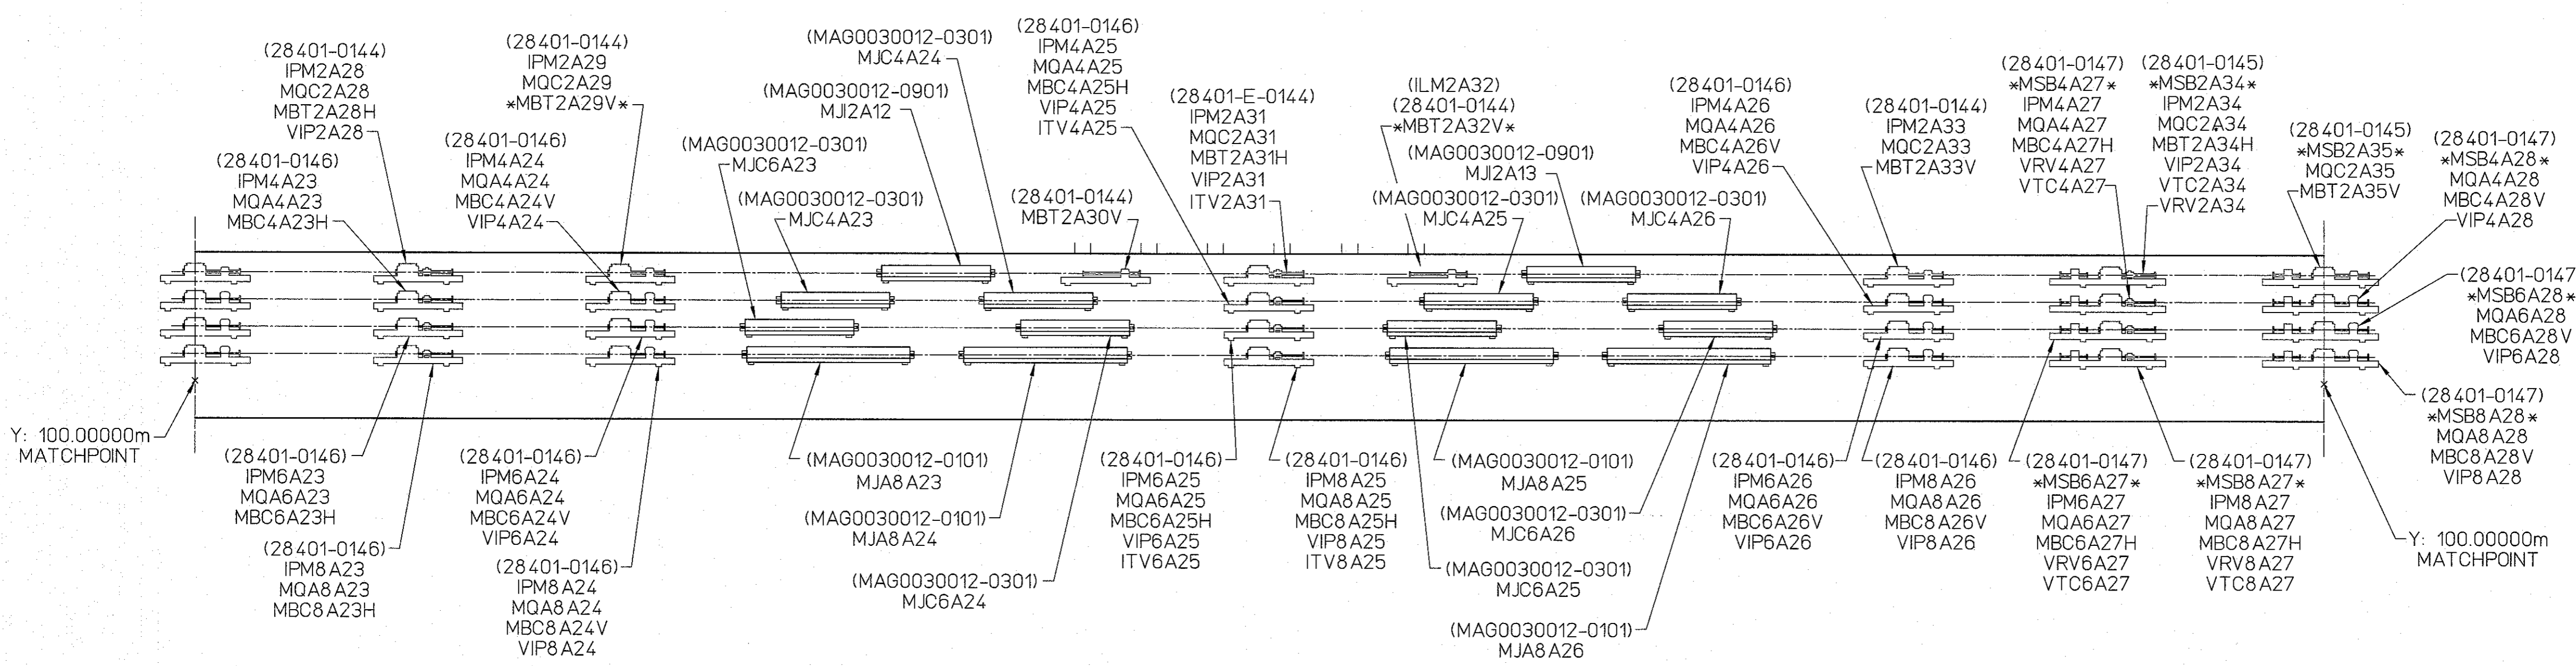 (28401-0144)
IPM2A28
MQC2A28
MBT2A28H
VIP2A28
(28401-0146)
IPM4A23
MQA4A23
MBC4A23H
(28401-0144)
IPM2A29
MQC2A29
*MBT2A29V*
(28401-0146)
IPM4A24
MQA4A24
MBC4A24V
VIP4A24
(MAG0030012-0301)
MJC4A24
(MAG0030012-0901)
MJI2A12
(MAG0030012-0301)
MJC6A23
(MAG0030012-0301)
MJC4A23
(28401-0146)
IPM4A25
MQA4A25
MBC4A25H
VIP4A25
ITV4A25
(28401-0144)
MBT2A30V
(28401-E-0144)
IPM2A31
MQC2A31
MBT2A31H
VIP2A31
ITV2A31
(ILM2A32)
(28401-0144)
*MBT2A32V*
(MAG0030012-0901)
MJI2A13
(MAG0030012-0301)
MJC4A25
(MAG0030012-0301)
MJC4A26
(28401-0146)
IPM4A26
MQA4A26
MBC4A26V
VIP4A26
(28401-0144)
IPM2A33
MQC2A33
MBT2A33V
(28401-0147)
*MSB4A27*
IPM4A27
MQA4A27
MBC4A27H
VRV4A27
VTC4A27
(28401-0145)
*MSB2A34*
IPM2A34
MQC2A34
MBT2A34H
VIP2A34
VTC2A34
VRV2A34
(28401-0145)
*MSB2A35*
MQC2A35
MBT2A35V
(28401-0147)
*MSB4A28*
MQA4A28
MBC4A28V
VIP4A28
(28401-0147
*MSB6A28*
MQA6A28
MBC6A28V
VIP6A28
(28401-0147)
*MSB8A28*
MQA8A28
MBC8A28V
VIP8A28
Y: 100.00000m
MATCHPOINT
(28401-0146)
IPM6A23
MQA6A23
MBC6A23H
(28401-0146)
IPM8A23
MQA8A23
MBC8A23H
(28401-0146)
IPM6A24
MQA6A24
MBC6A24V
VIP6A24
(28401-0146)
IPM8A24
MQA8A24
MBC8A24V
VIP8A24
(MAG0030012-0101)
MJA8A23
(MAG0030012-0101)
MJA8A24
(MAG0030012-0301)
MJC6A24
(28401-0146)
IPM6A25
MQA6A25
MBC6A25H
VIP6A25
ITV6A25
(28401-0146)
IPM8A25
MQA8A25
MBC8A25H
VIP8A25
ITV8A25
(MAG0030012-0101)
MJA8A25
(MAG0030012-0301)
MJC6A26
(MAG0030012-0301)
MJC6A25
(MAG0030012-0101)
MJA8A26
(28401-0146)
IPM6A26
MQA6A26
MBC6A26V
VIP6A26
(28401-0146)
IPM8A26
MQA8A26
MBC8A26V
VIP8A26
(28401-0147)
*MSB6A27*
IPM6A27
MQA6A27
MBC6A27H
VRV6A27
VTC6A27
(28401-0147)
*MSB8A27*
IPM8A27
MQA8A27
MBC8A27H
VRV8A27
VTC8A27
Y: 100.00000m
MATCHPOINT